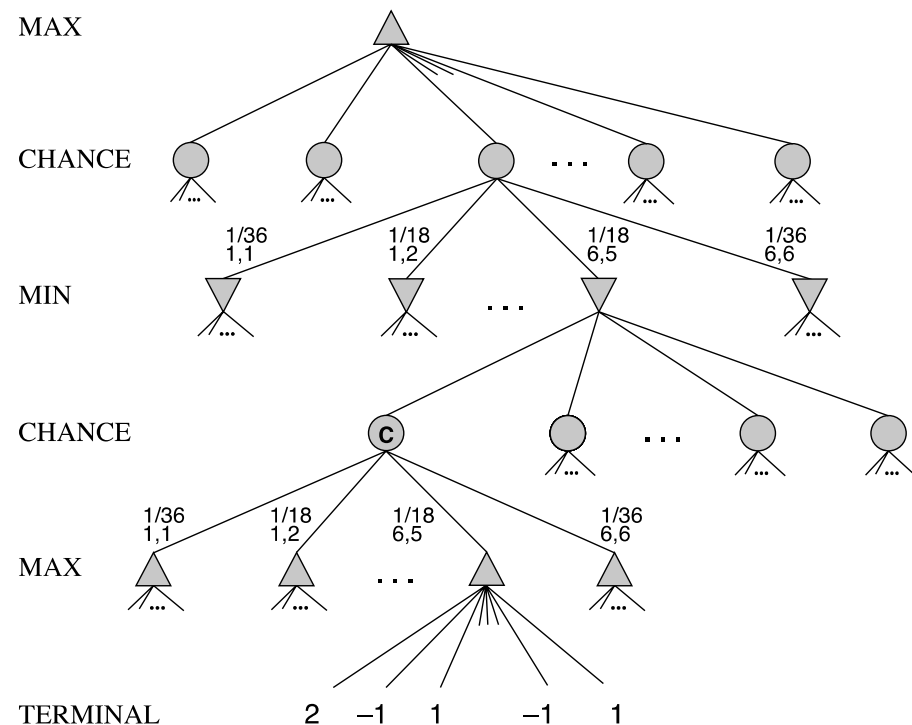 MAX
CHANCE
...
... ... ... ... ...
1/36 1/18 1/18 1/36
1,1 1,2 6,5 6,6
MIN
...
... ... ... ...
CHANCE
C
...
... ... ...
1/36 1/18 1/18 1/36
1,1 1,2 6,5 6,6
MAX
...
... ... ...
TERMINAL 2 –1 1 –1 1